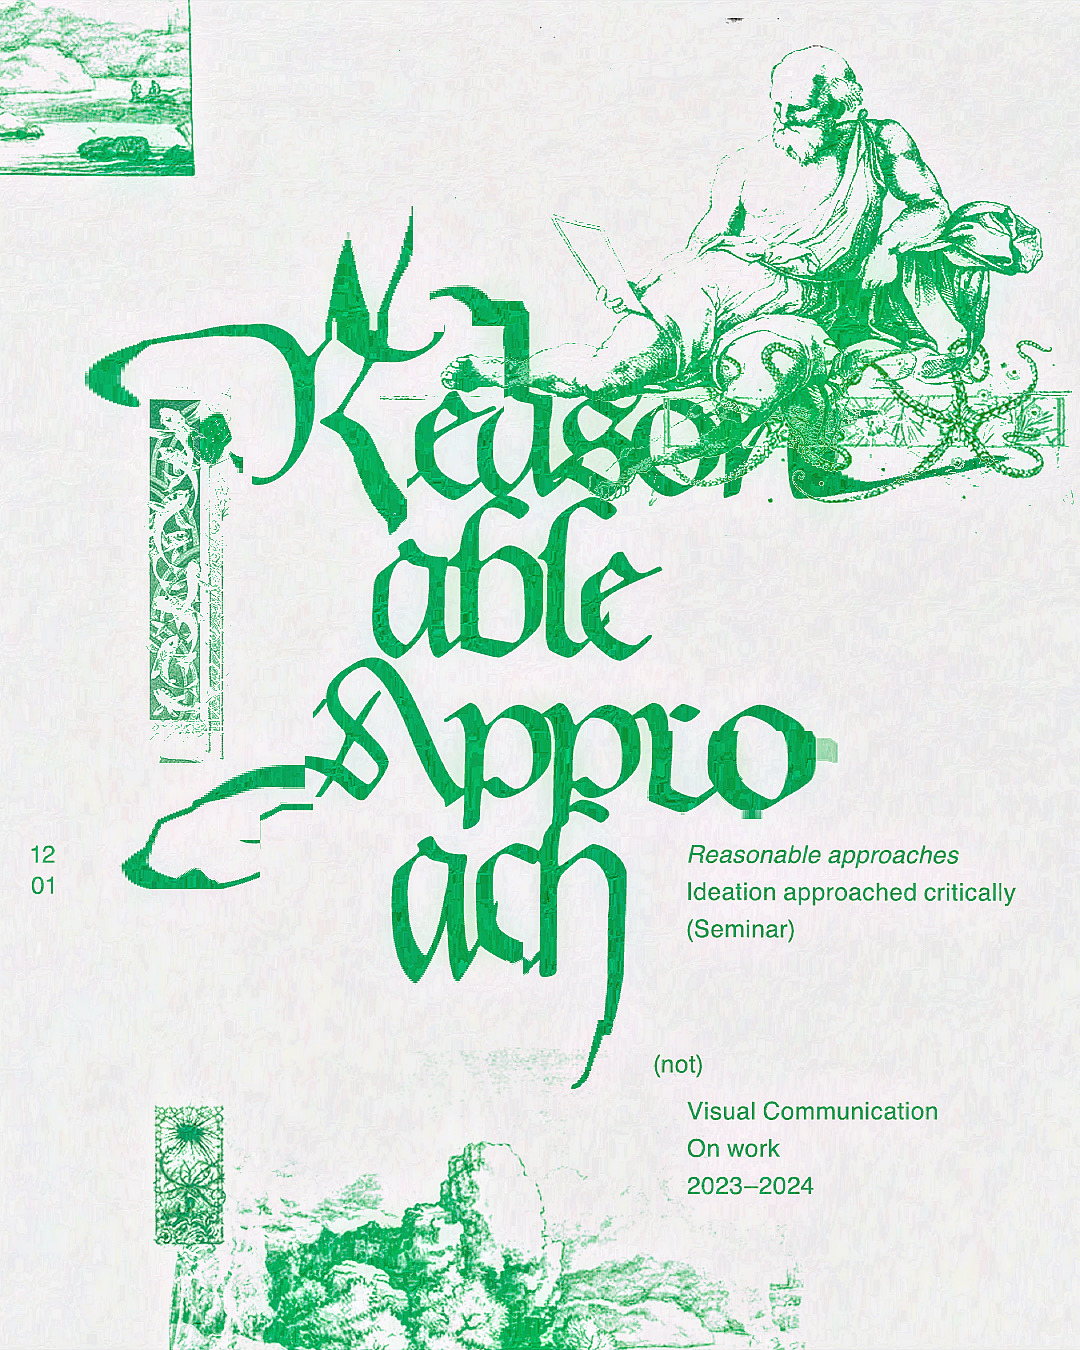 Reason
able
Appro
ach
12
01
Reasonable approaches
Ideation approached critically
(Seminar)
(not)
Visual Communication
On work
2023–2024